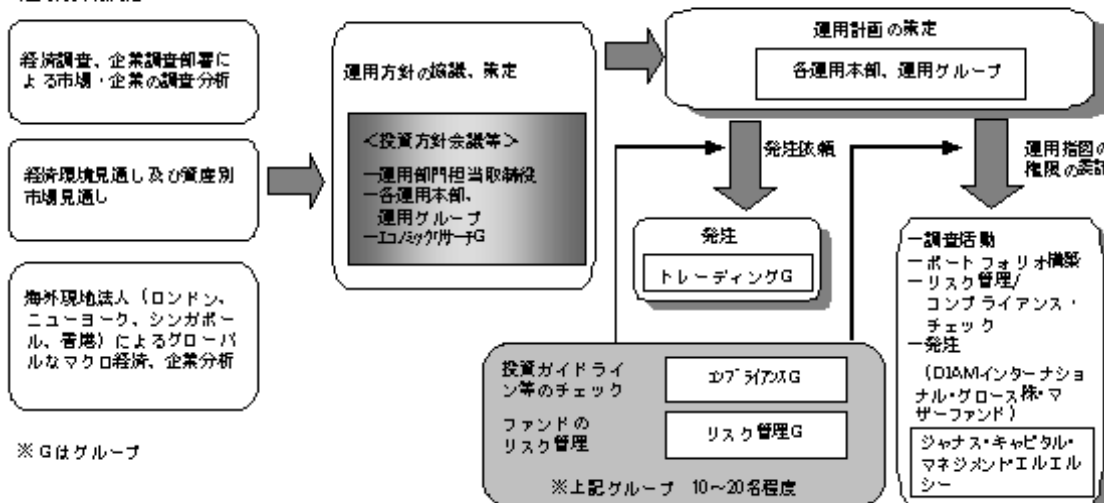 経済調査、企業調査部署に
よる市場・企業の調査分析
経済環境見通し及び資産別
市場見通し
海外現地法人（ロンドン、
ニューヨーク、シンガポー
ル、香港）によるグローバ
ルなマクロ経済、企業分析
※Gはグループ
運用方針の協議、策定
＜投資方針会議等＞
―運用部門担当取締役
―各運用本部、
運用グループ
―エコノミックリサーチG
運用計画の策定
各運用本部、運用グループ
発注依頼
運用指図の
権限の委託
発注
トレーディングG
投資ガイドライ
ン等のチェック
コンプライアンスG
ファンドの
リスク管理
リスク管理G
※上記グループ 10～20名程度
―調査活動
―ポートフォリオ構築
―リスク管理/
コンプライアンス・
チェック
―発注
（DIAMインターナショ
ナル・グロース株・マ
ザーファンド）
ジャナス・キャピタル・
マネジメント・エルエル
シー